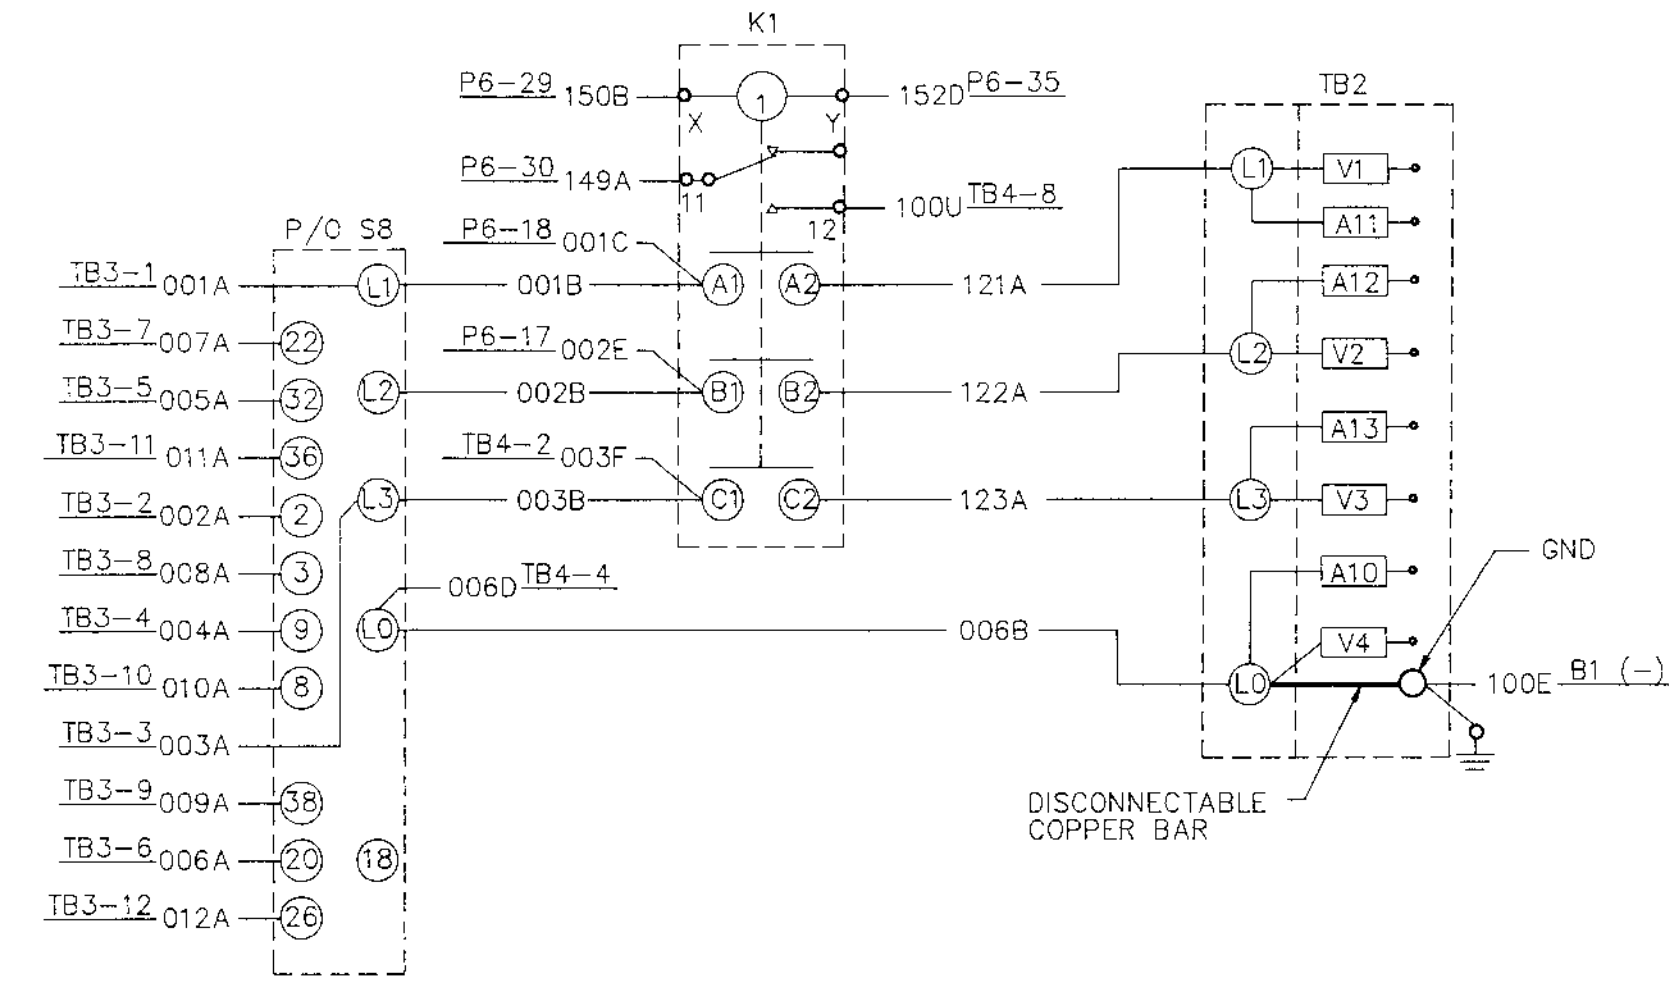 K1
P6-29 150B
1
152D P6-35
X
Y
P6-30 149A
11
100U TB4-8
12
TB2
L1
V1
A11
P/O S8
P6-18 001C
TB3-1 001A
L1
001B
A1
A2
121A
A12
TB3-7 007A
22
P6-17 002E
L2
V2
TB3-5 005A
32
L2
002B
B1
B2
122A
A13
TB3-11 011A
36
TB4-2 003F
TB3-2 002A
2
L3
003B
C1
C2
123A
L3
V3
GND
TB3-8 008A
3
006D TB4-4
A10
TB3-4 004A
9
L0
006B
V4
TB3-10 010A
8
L0
100E B1 (-)
TB3-3 003A
TB3-9 009A
38
DISCONNECTABLE
COPPER BAR
TB3-6 006A
20
18
TB3-12 012A
26